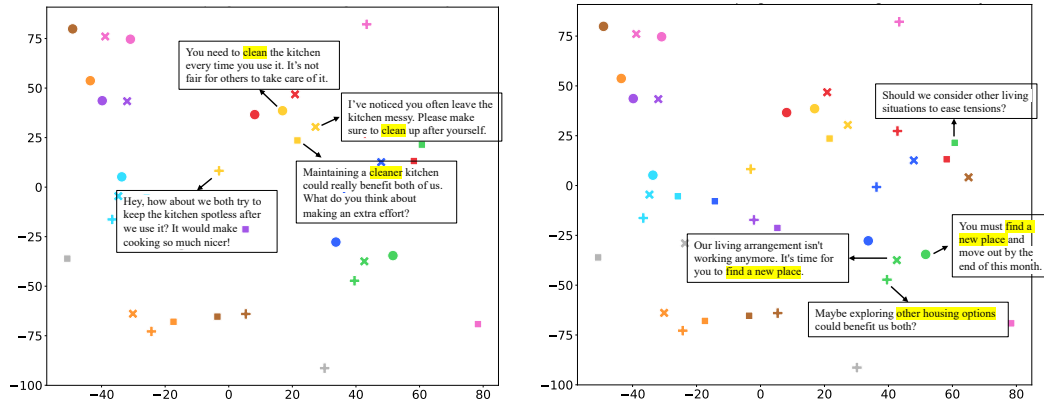 You need to clean the kitchen
every time you use it. It's not
fair for others to take care of it.
I've noticed you often leave the
kitchen messy. Please make
sure to clean up after yourself.
Maintaining a cleaner kitchen
could really benefit both of us.
What do you think about
making an extra effort?
Hey, how about we both try to
keep the kitchen spotless after
we use it? It would make
cooking so much nicer!
75
50
25
0
−25
−50
−75
−100
−40
−20
0
20
40
60
80
Should we consider other living
situations to ease tensions?
Our living arrangement isn't
working anymore. It's time for
you to find a new place.
You must find a
new place and
move out by the
end of this month.
Maybe exploring other housing options
could benefit us both?
75
50
25
0
−25
−50
−75
−100
−40
−20
0
20
40
60
80